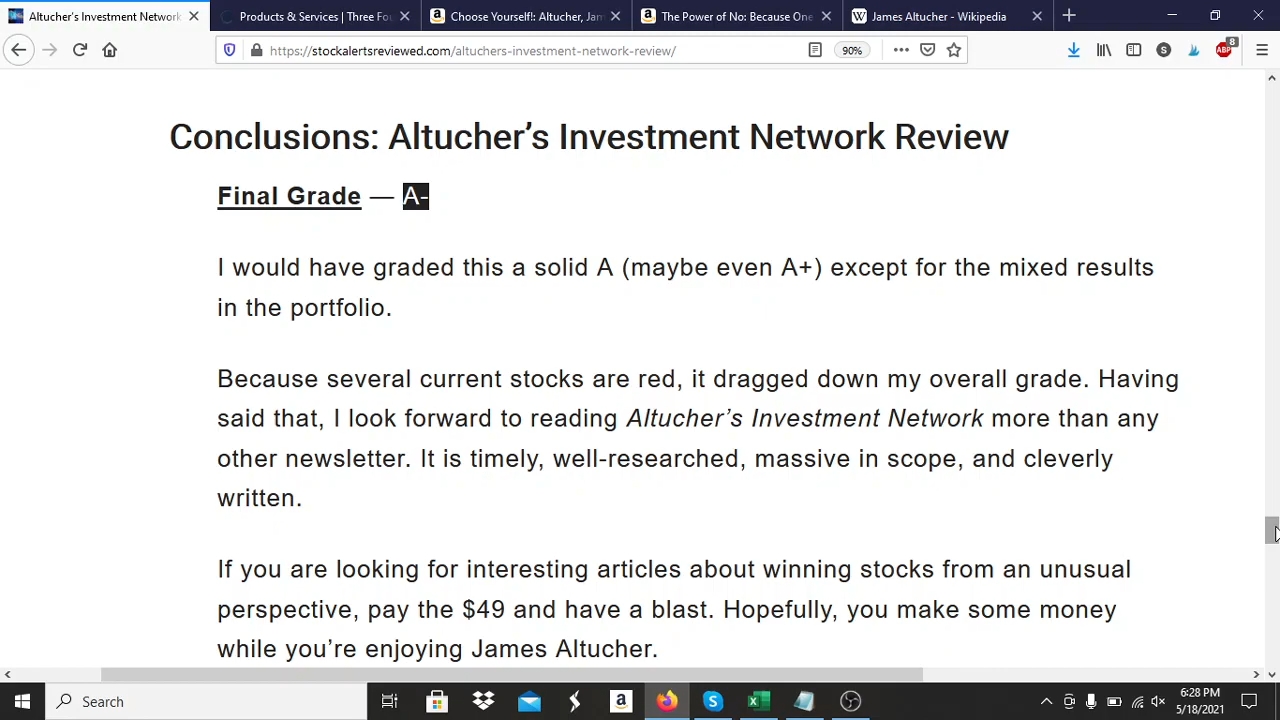 Altucher's Investment Network
Products & Services | Three Fou
Choose Yourself!: Altucher, Jam
The Power of No: Because One
James Altucher - Wikipedia
https://stockalertsreviewed.com/altuchers-investment-network-review/
90%
S
ABP
8
Conclusions: Altucher's Investment Network Review
Final Grade — A-
I would have graded this a solid A (maybe even A+) except for the mixed results
in the portfolio.
Because several current stocks are red, it dragged down my overall grade. Having
said that, I look forward to reading Altucher's Investment Network more than any
other newsletter. It is timely, well-researched, massive in scope, and cleverly
written.
If you are looking for interesting articles about winning stocks from an unusual
perspective, pay the $49 and have a blast. Hopefully, you make some money
while you're enjoying James Altucher.
Search
6:28 PM
5/18/2021